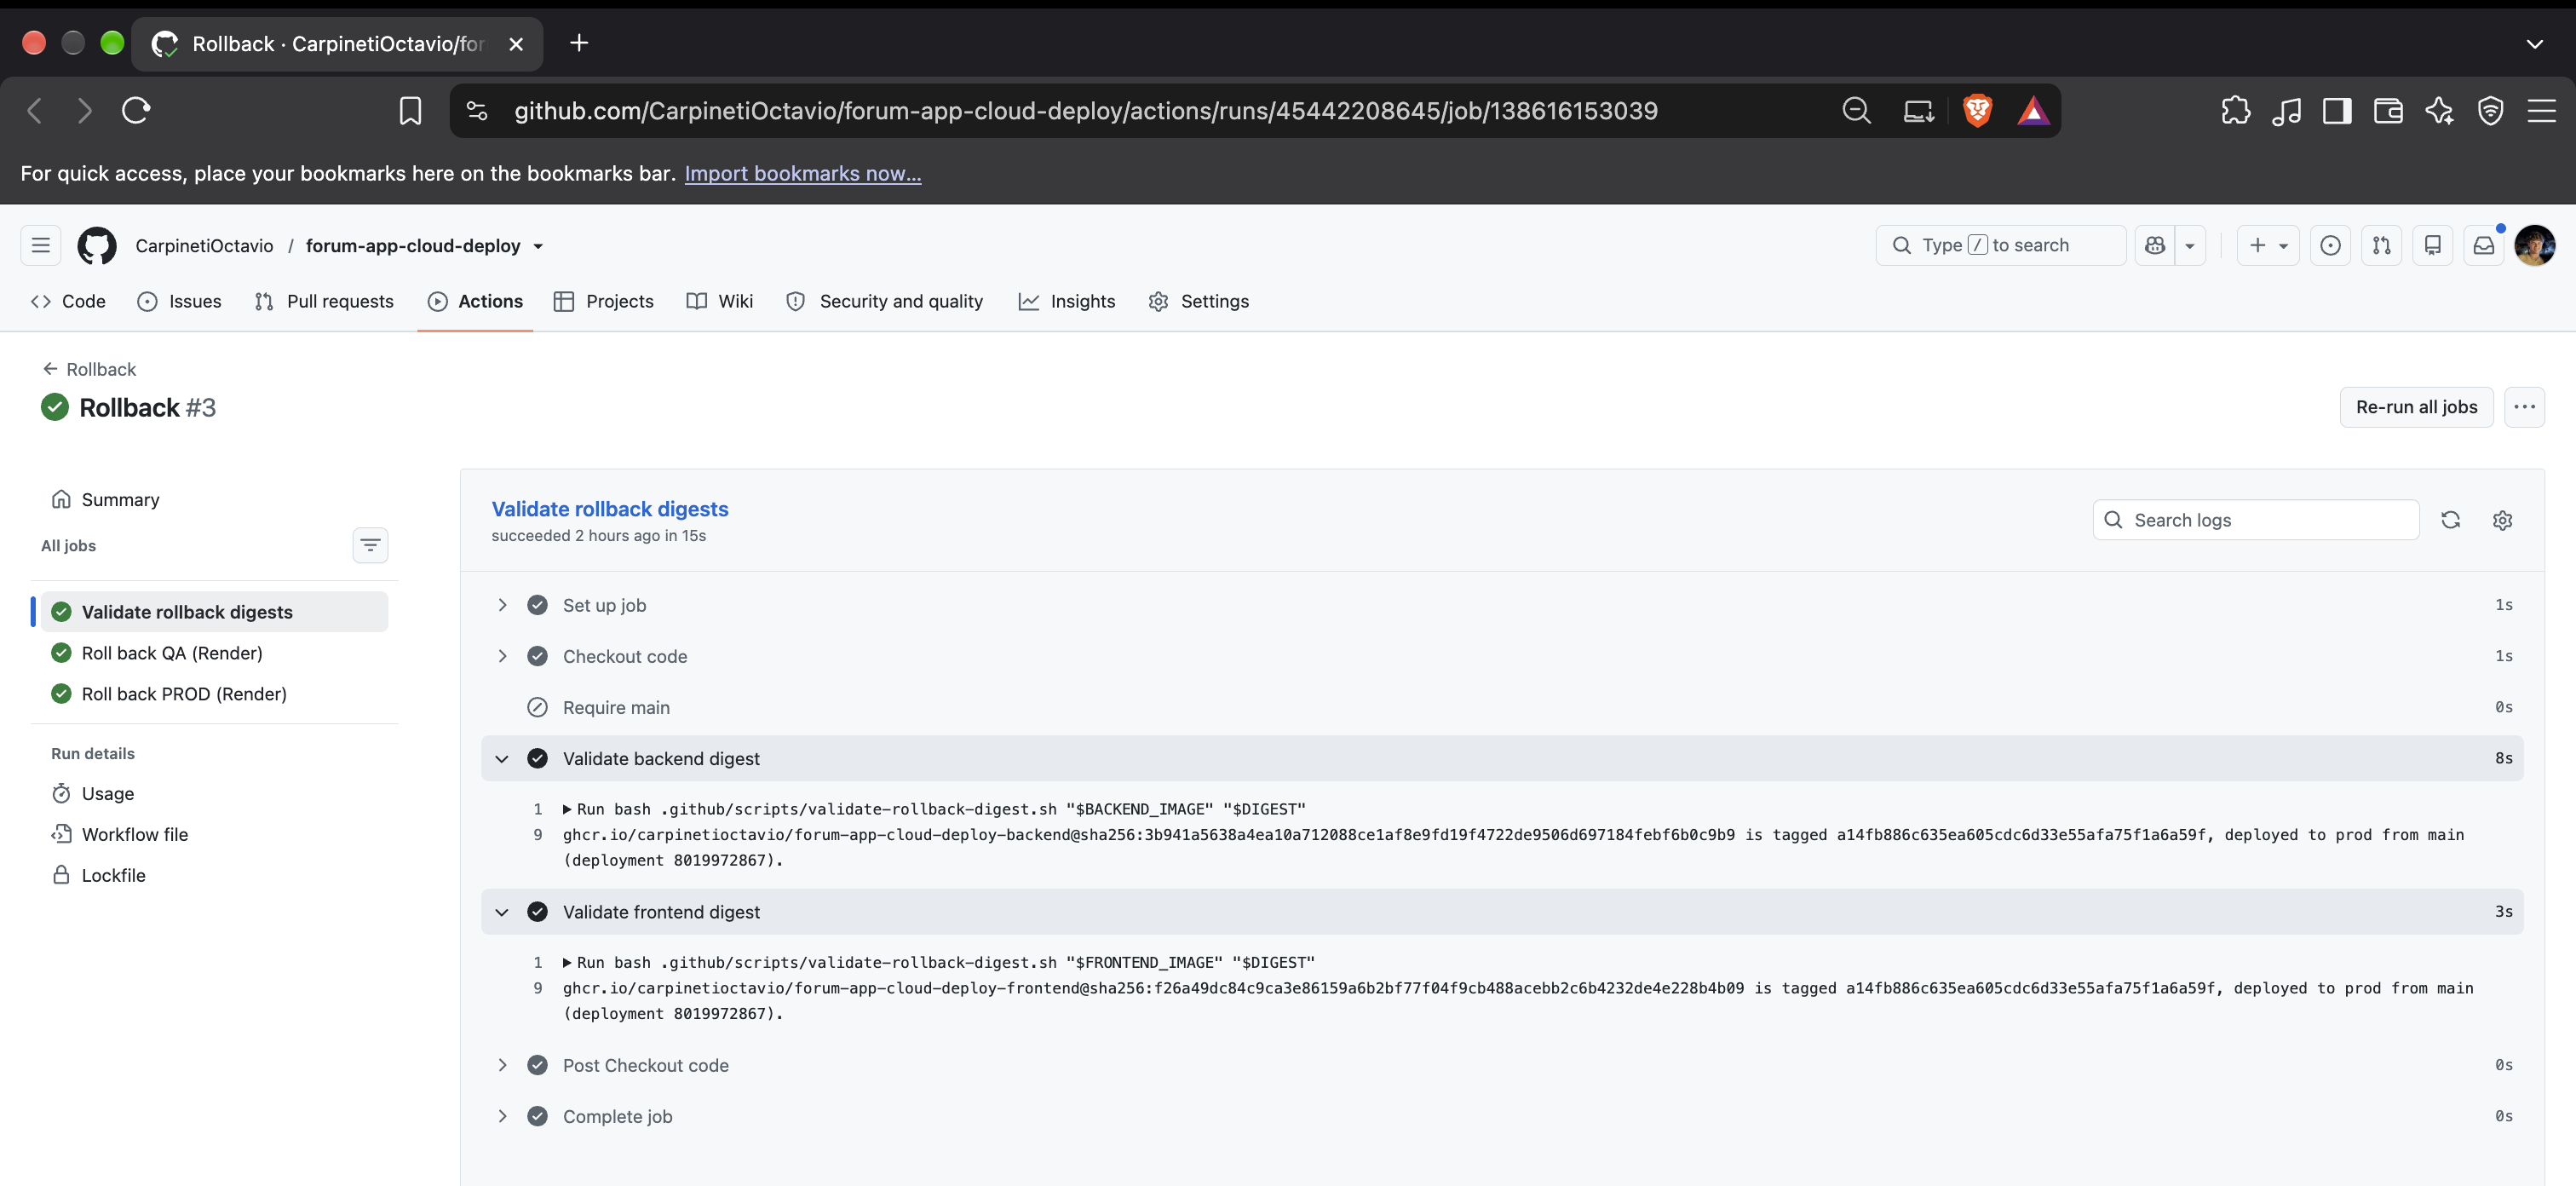 Rollback · CarpinetiOctavio/for
github.com/CarpinetiOctavio/forum-app-cloud-deploy/actions/runs/45442208645/job/138616153039
For quick access, place your bookmarks here on the bookmarks bar. Import bookmarks now...
CarpinetiOctavio / forum-app-cloud-deploy
Type / to search
Code Issues Pull requests Actions Projects Wiki Security and quality Insights Settings
← Rollback
Rollback #3
Re-run all jobs
Summary
All jobs
Validate rollback digests
Roll back QA (Render)
Roll back PROD (Render)
Run details
Usage
Workflow file
Lockfile
Validate rollback digests
succeeded 2 hours ago in 15s
Search logs
Set up job 1s
Checkout code 1s
Require main 0s
Validate backend digest 8s
1 Run bash .github/scripts/validate-rollback-digest.sh "$BACKEND_IMAGE" "$DIGEST"
9 ghcr.io/carpinetioctavio/forum-app-cloud-deploy-backend@sha256:3b941a5638a4ea10a712088ce1af8e9fd19f4722de9506d697184febf6b0c9b9 is tagged a14fb886c635ea605cdc6d33e55afa75f1a6a59f, deployed to prod from main
(deployment 8019972867).
Validate frontend digest 3s
1 Run bash .github/scripts/validate-rollback-digest.sh "$FRONTEND_IMAGE" "$DIGEST"
9 ghcr.io/carpinetioctavio/forum-app-cloud-deploy-frontend@sha256:f26a49dc84c9ca3e86159a6b2bf77f04f9cb488acebb2c6b4232de4e228b4b09 is tagged a14fb886c635ea605cdc6d33e55afa75f1a6a59f, deployed to prod from main
(deployment 8019972867).
Post Checkout code 0s
Complete job 0s